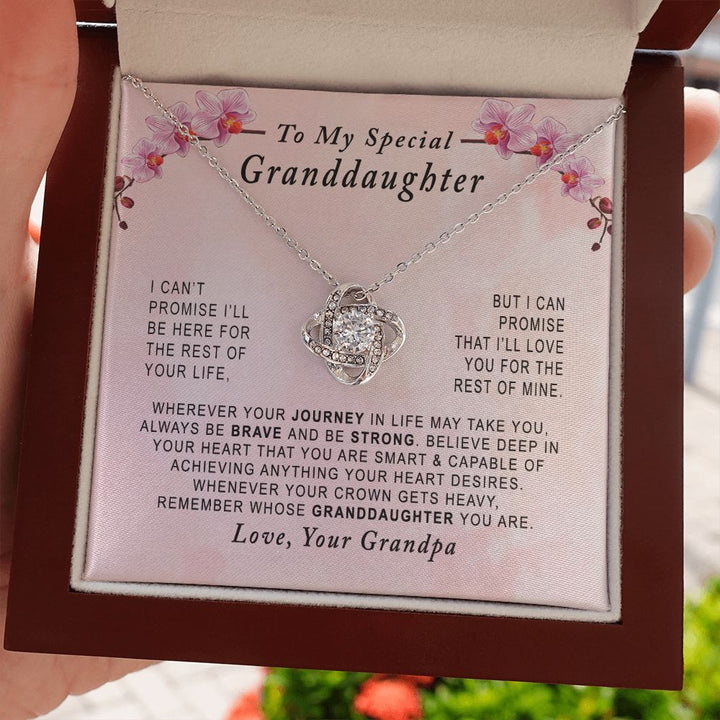 To My Special
Granddaughter
I CAN'T
PROMISE I'LL
BE HERE FOR
THE REST OF
YOUR LIFE,
BUT I CAN
PROMISE
THAT I'LL LOVE
YOU FOR THE
REST OF MINE.
WHEREVER YOUR JOURNEY IN LIFE MAY TAKE YOU,
ALWAYS BE BRAVE AND BE STRONG. BELIEVE DEEP IN
YOUR HEART THAT YOU ARE SMART & CAPABLE OF
ACHIEVING ANYTHING YOUR HEART DESIRES.
WHENEVER YOUR CROWN GETS HEAVY,
REMEMBER WHOSE GRANDDAUGHTER YOU ARE.
Love, Your Grandpa